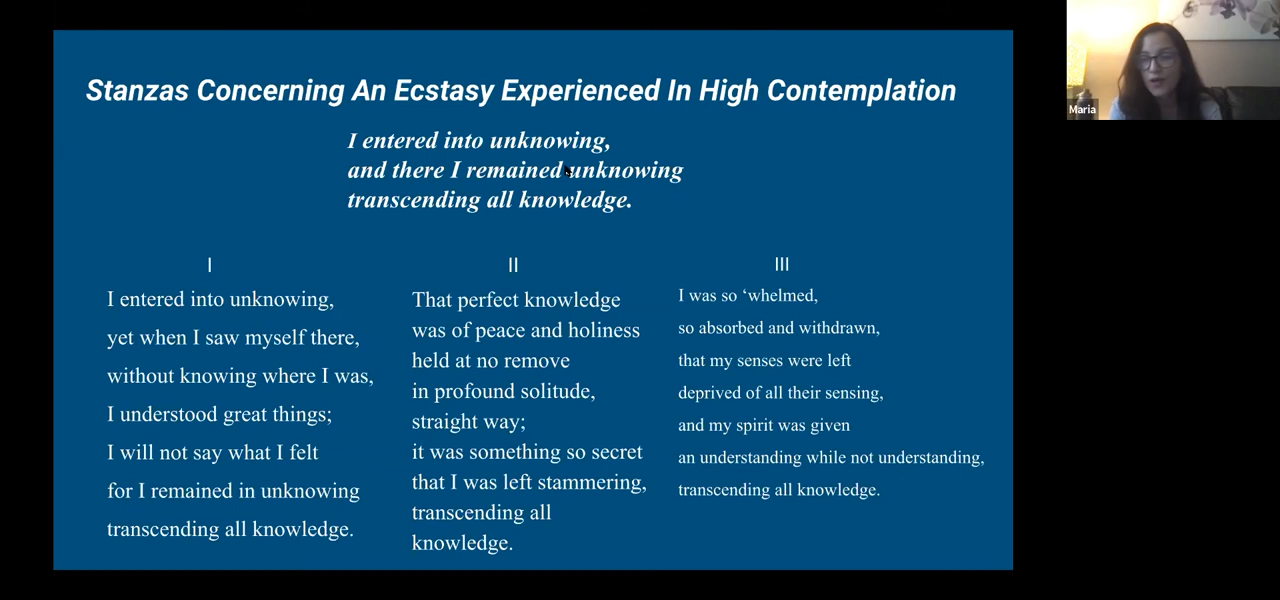 Stanzas Concerning An Ecstasy Experienced In High Contemplation
I entered into unknowing,
and there I remained unknowing
transcending all knowledge.
I
I entered into unknowing,
yet when I saw myself there,
without knowing where I was,
I understood great things;
I will not say what I felt
for I remained in unknowing
transcending all knowledge.
II
That perfect knowledge
was of peace and holiness
held at no remove
in profound solitude,
straight way;
it was something so secret
that I was left stammering,
transcending all
knowledge.
III
I was so ‘whelmed,
so absorbed and withdrawn,
that my senses were left
deprived of all their sensing,
and my spirit was given
an understanding while not understanding,
transcending all knowledge.
Maria